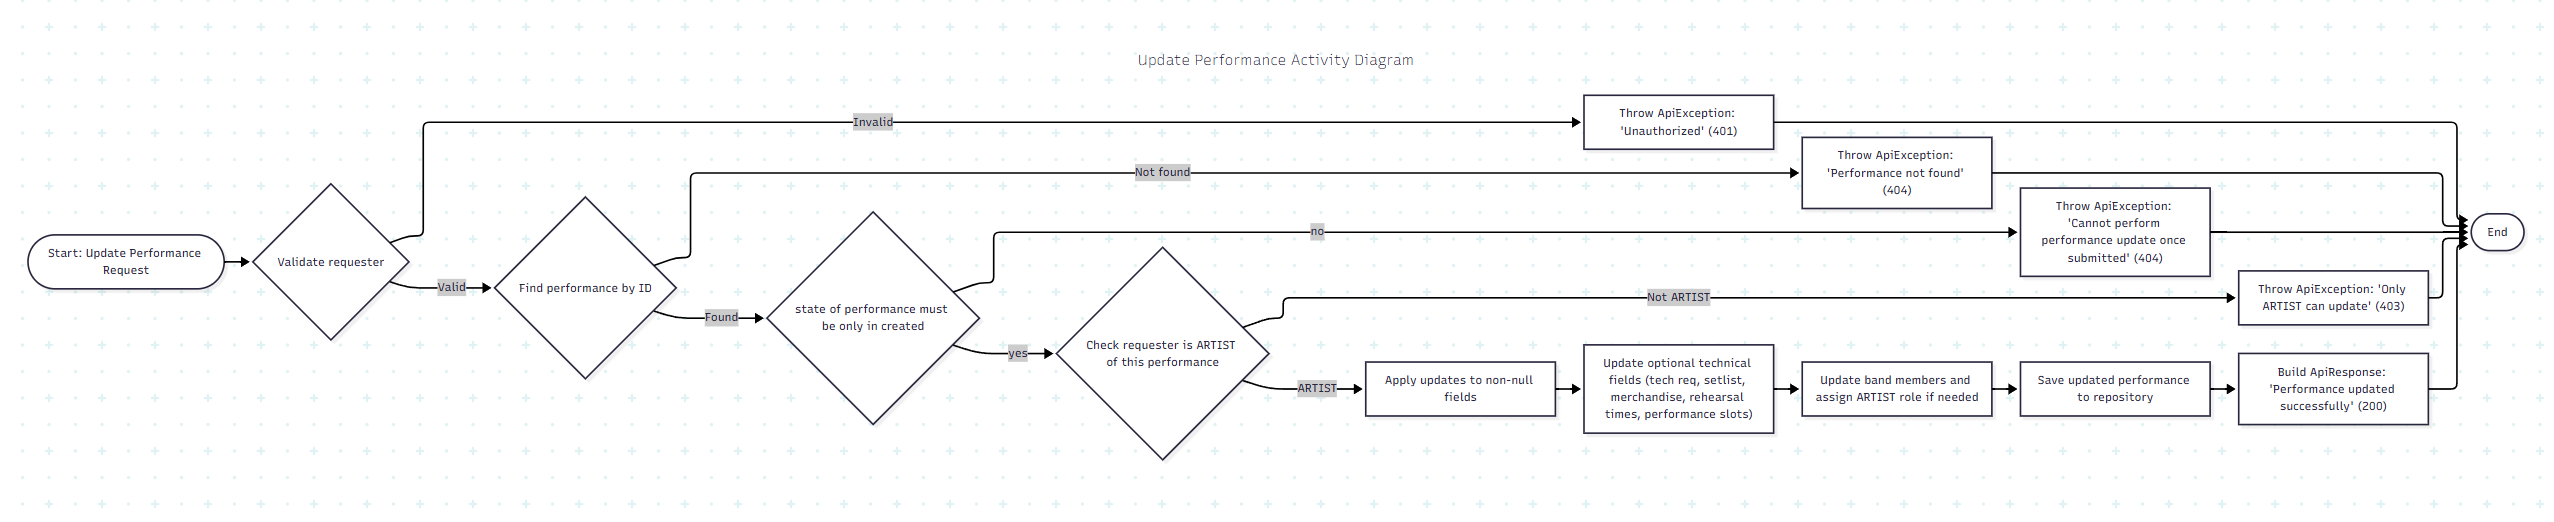 Update Performance Activity Diagram
Start: Update Performance
Request
Validate requester
Invalid
Valid
Throw ApiException:
'Unauthorized' (401)
Find performance by ID
Not found
Found
Throw ApiException:
'Performance not found'
(404)
state of performance must
be only in created
no
yes
Throw ApiException:
'Cannot perform
performance update once
submitted' (404)
Check requester is ARTIST
of this performance
Not ARTIST
ARTIST
Throw ApiException: 'Only
ARTIST can update' (403)
Apply updates to non-null
fields
Update optional technical
fields (tech req, setlist,
merchandise, rehearsal
times, performance slots)
Update band members and
assign ARTIST role if needed
Save updated performance
to repository
Build ApiResponse:
'Performance updated
successfully' (200)
End